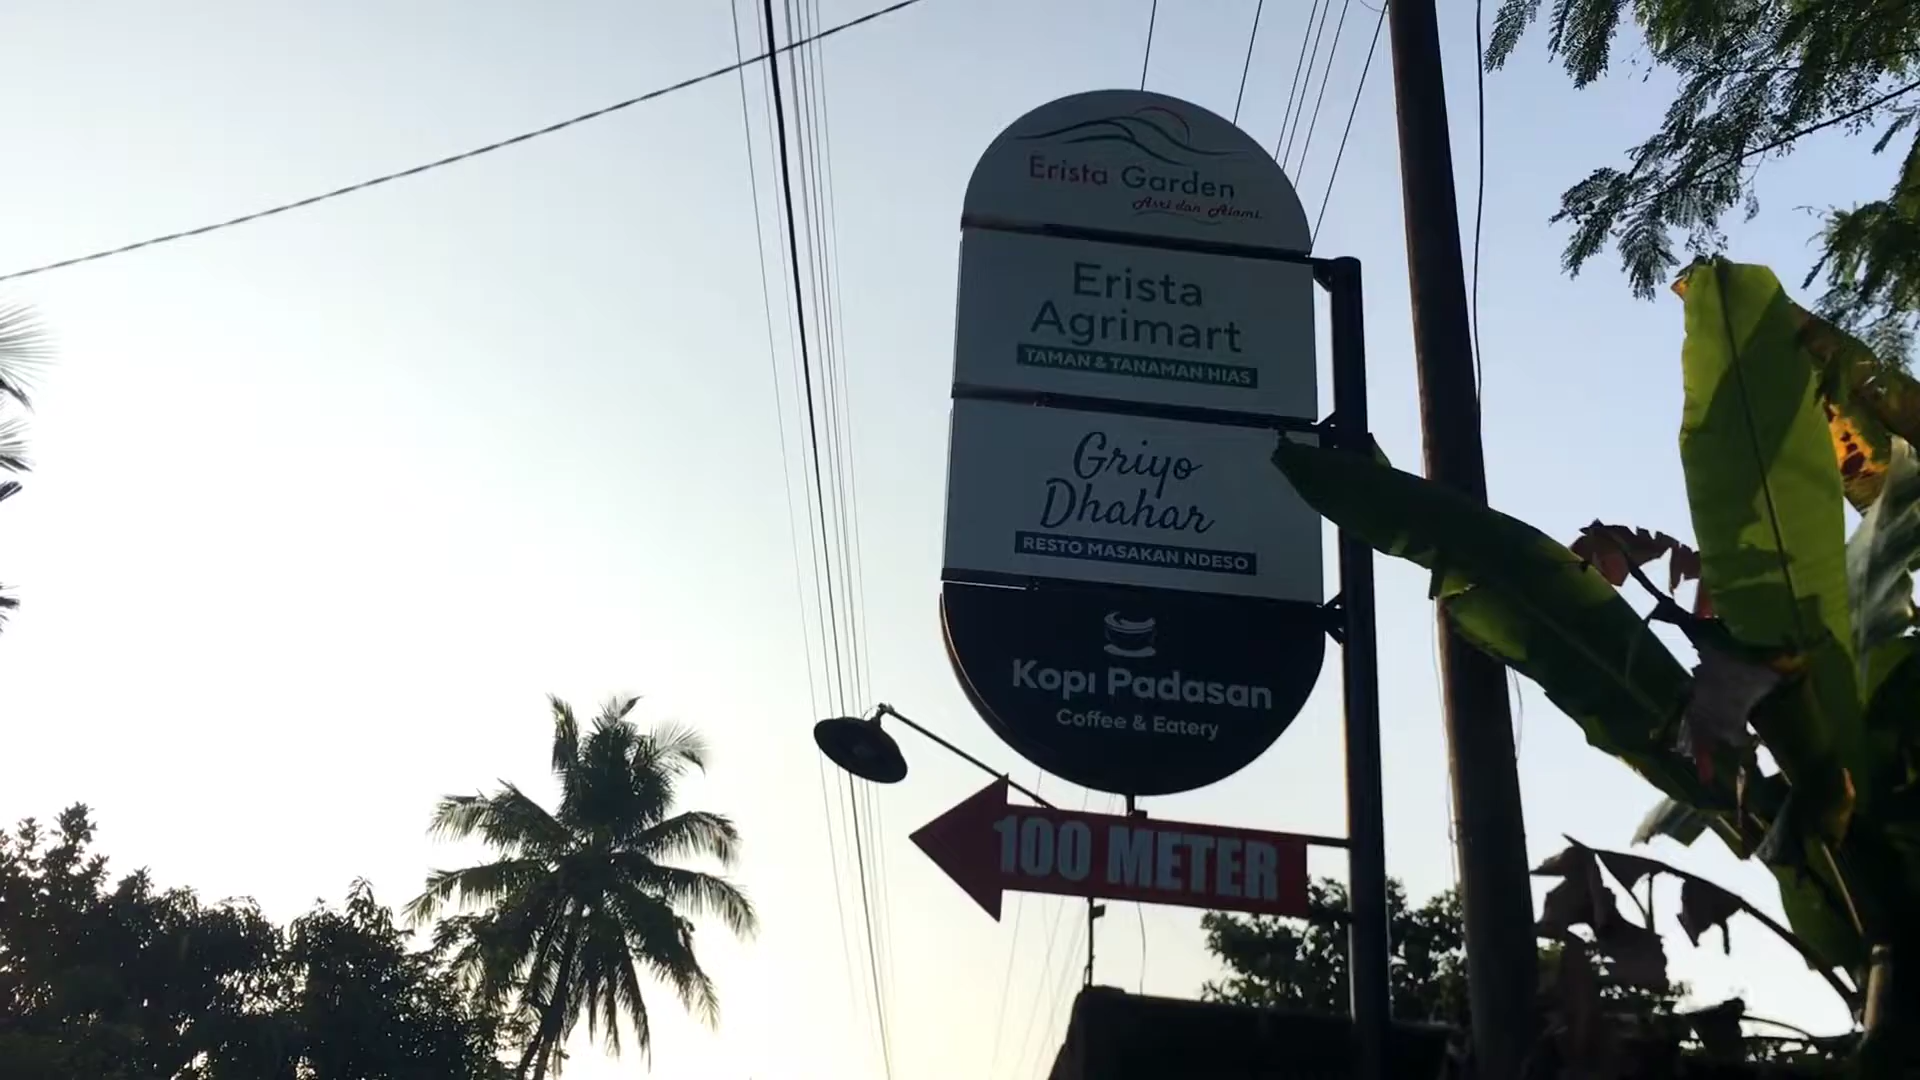 Erista Garden
Asri dan Alami
Erista
Agrimart
TAMAN & TANAMAN HIAS
Griyo
Dhahar
RESTO MASAKAN NDESO
Kopi Padasan
Coffee & Eatery
100 METER